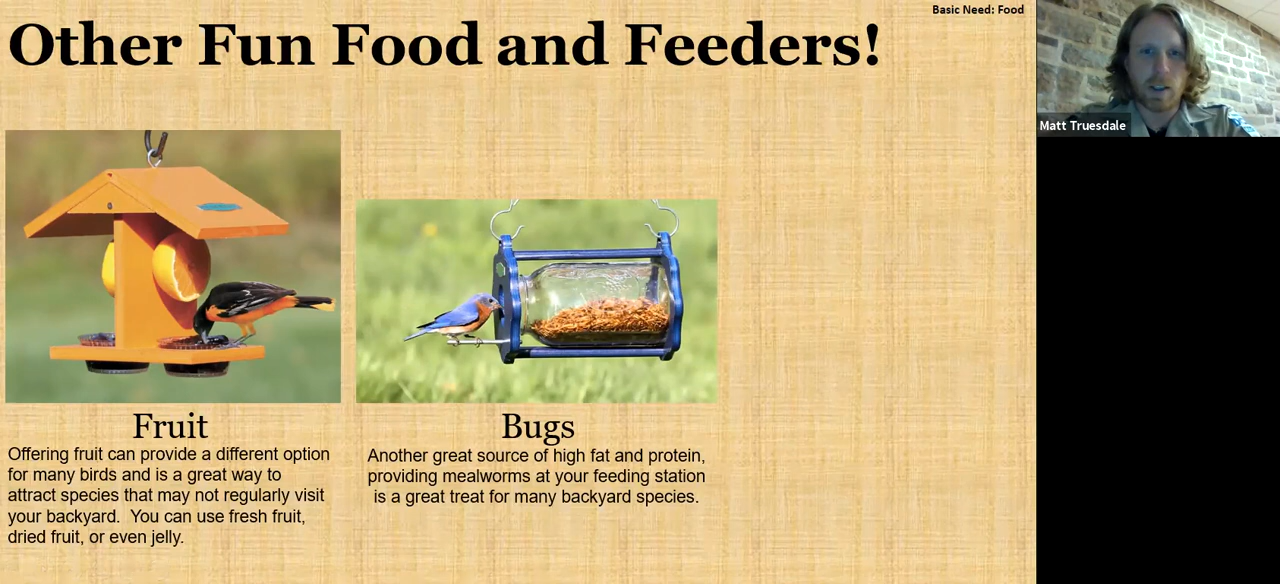 Basic Need: Food
Other Fun Food and Feeders!
Matt Truesdale
Fruit
Offering fruit can provide a different option
for many birds and is a great way to
attract species that may not regularly visit
your backyard.  You can use fresh fruit,
dried fruit, or even jelly.
Bugs
Another great source of high fat and protein,
providing mealworms at your feeding station
is a great treat for many backyard species.